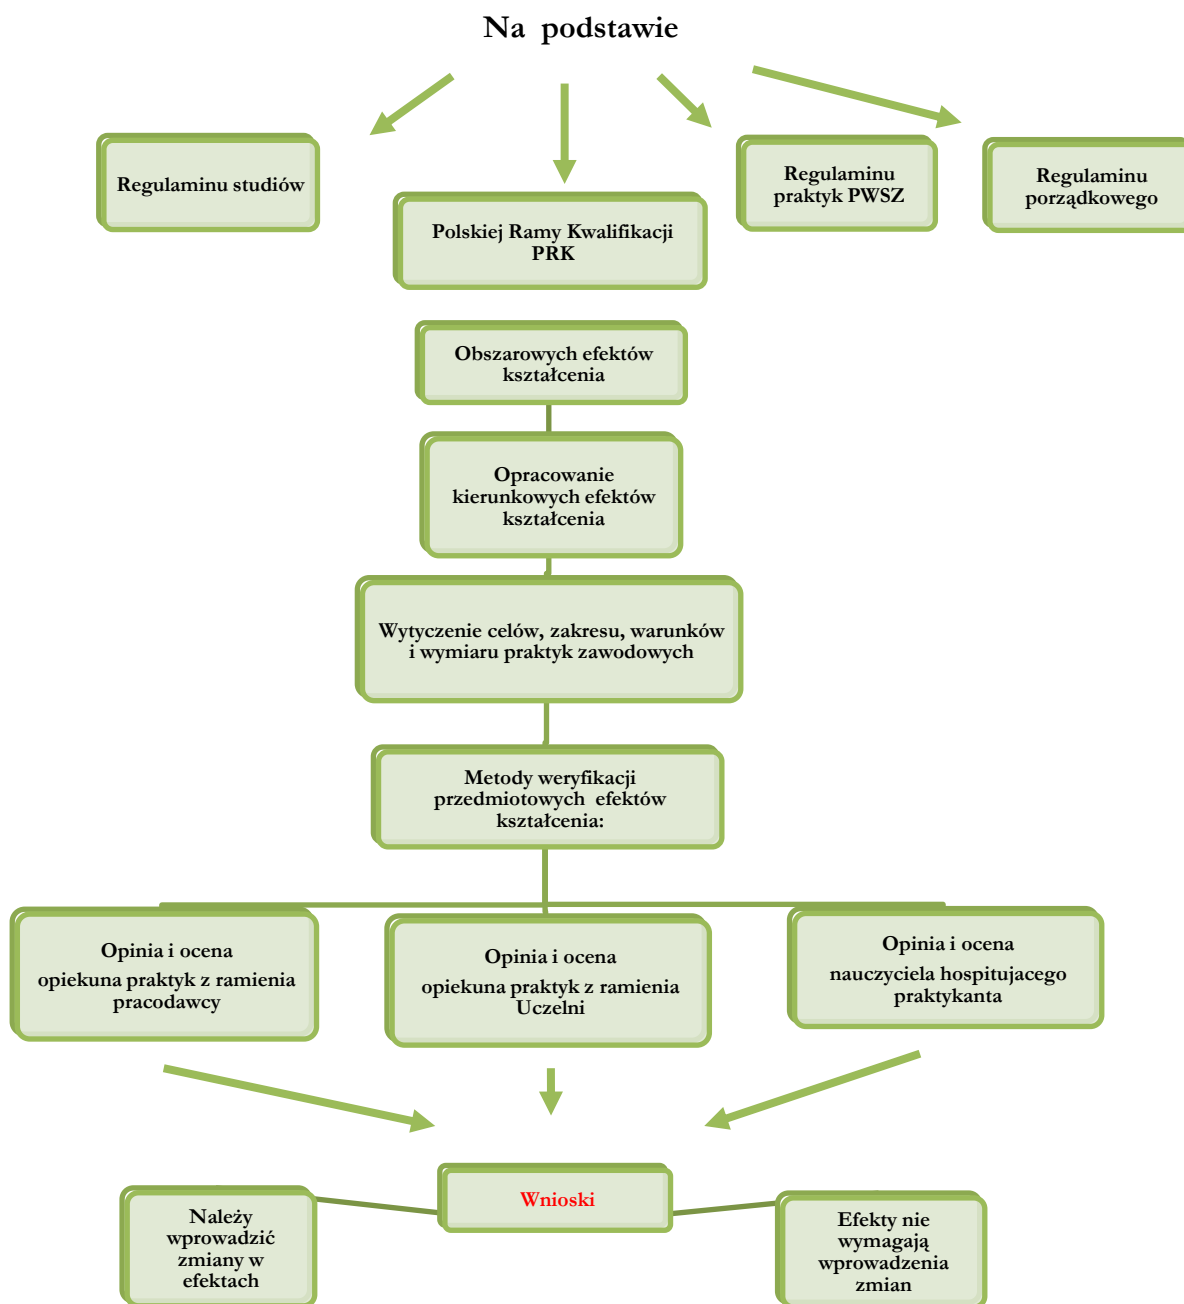 Na podstawie
Regulaminu studiów
Polskiej Ramy Kwalifikacji
PRK
Regulaminu
praktyk PWSZ
Regulaminu
porządkowego
Obszarowych efektów
kształcenia
Opracowanie
kierunkowych efektów
kształcenia
Wytyczenie celów, zakresu, warunków
i wymiaru praktyk zawodowych
Metody weryfikacji
przedmiotowych efektów
kształcenia:
Opinia i ocena
opiekuna praktyk z ramienia
pracodawcy
Opinia i ocena
opiekuna praktyk z ramienia
Uczelni
Opinia i ocena
nauczyciela hospitujacego
praktykanta
Wnioski
Należy
wprowadzić
zmiany w
efektach
Efekty nie
wymagają
wprowadzenia
zmian